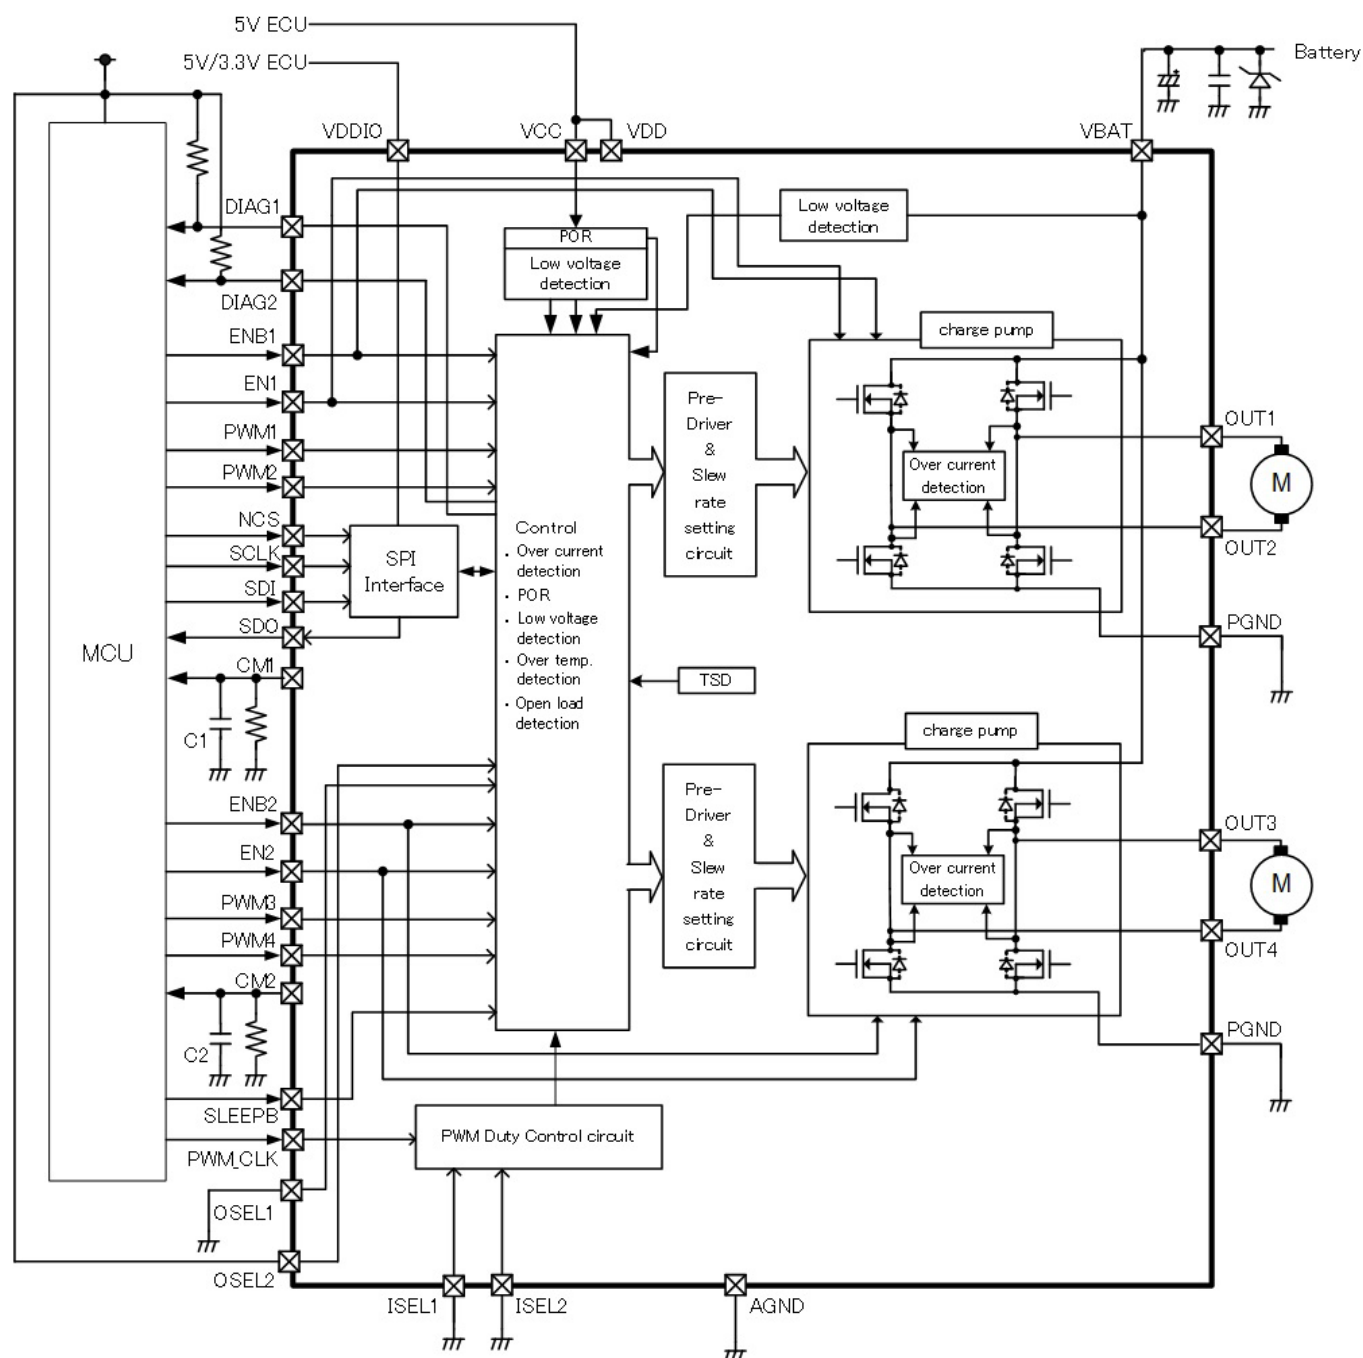 5V ECU
5V/3.3V ECU
Battery
VDDIO
VCC
VDD
VBAT
DIAG1
DIAG2
ENB1
EN1
PWM1
PWM2
NCS
SCLK
SDI
SDO
CM1
C1
MCU
ENB2
EN2
PWM3
PWM4
CM2
C2
SLEEPB
PWM_CLK
OSEL1
OSEL2
ISEL1
ISEL2
AGND
POR
Low voltage
detection
Low voltage
detection
SPI
Interface
Control
・Over current
detection
・POR
・Low voltage
detection
・Over temp.
detection
・Open load
detection
TSD
PWM Duty Control circuit
Pre-
Driver
&
Slew
rate
setting
circuit
charge pump
Over current
detection
OUT1
M
OUT2
PGND
Pre-
Driver
&
Slew
rate
setting
circuit
charge pump
Over current
detection
OUT3
M
OUT4
PGND